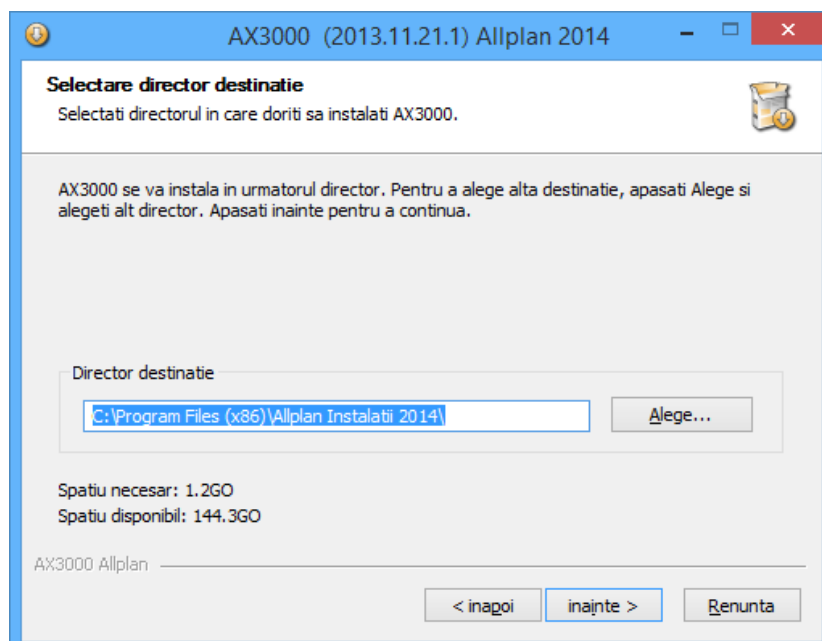 AX3000 (2013.11.21.1) Allplan 2014
Selectare director destinatie
Selectati directorul in care doriti sa instalati AX3000.
AX3000 se va instala in urmatorul director. Pentru a alege alta destinatie, apasati Alege si
alegeti alt director. Apasati inainte pentru a continua.
Director destinatie
C:\Program Files (x86)\Allplan Instalatii 2014\
Alege...
Spatiu necesar: 1.2GO
Spatiu disponibil: 144.3GO
AX3000 Allplan
< inapoi
inainte >
Renunta